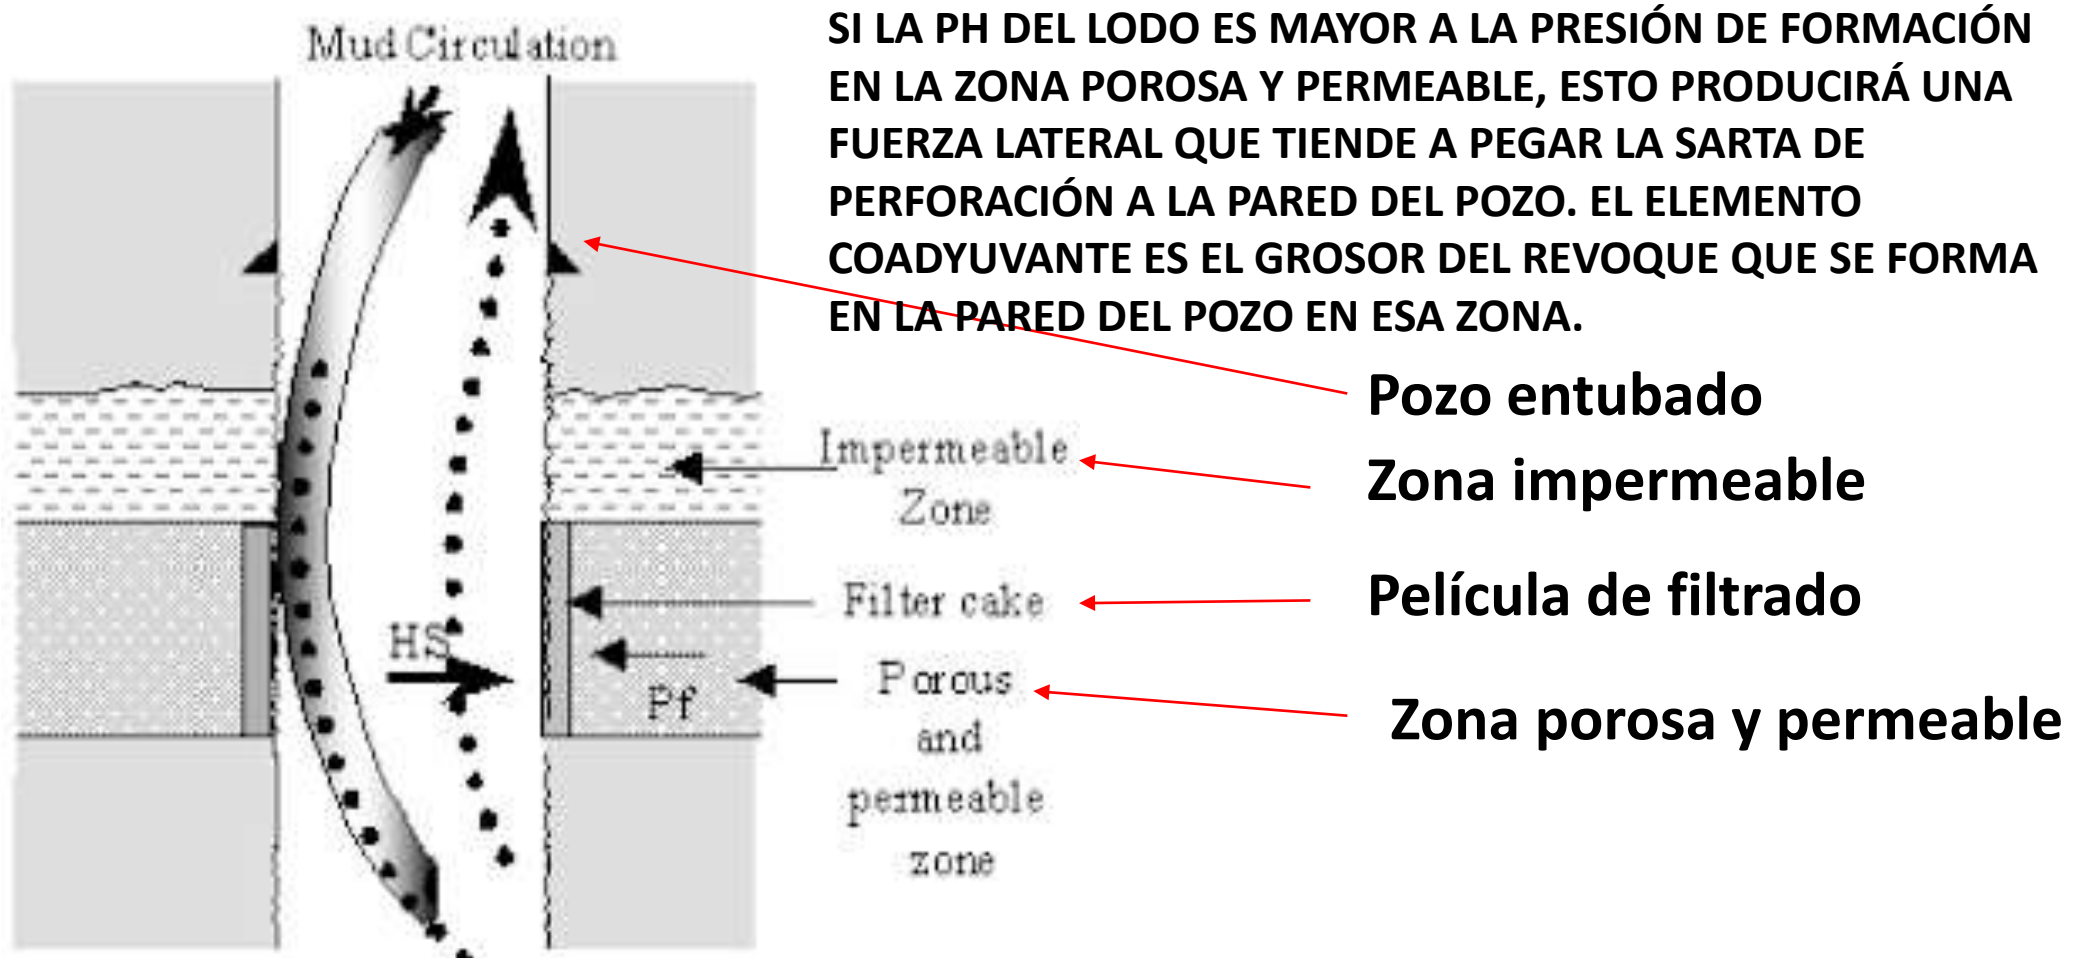 Mud Circulation
SI LA PH DEL LODO ES MAYOR A LA PRESIÓN DE FORMACIÓN
EN LA ZONA POROSA Y PERMEABLE, ESTO PRODUCIRÁ UNA
FUERZA LATERAL QUE TIENDE A PEGAR LA SARTA DE
PERFORACIÓN A LA PARED DEL POZO. EL ELEMENTO
COADYUVANTE ES EL GROSOR DEL REVOQUE QUE SE FORMA
EN LA PARED DEL POZO EN ESA ZONA.
Pozo entubado
Impermeable
Zone
Zona impermeable
Filter cake
Película de filtrado
HS
Pf
Porous
and
permeable
zone
Zona porosa y permeable